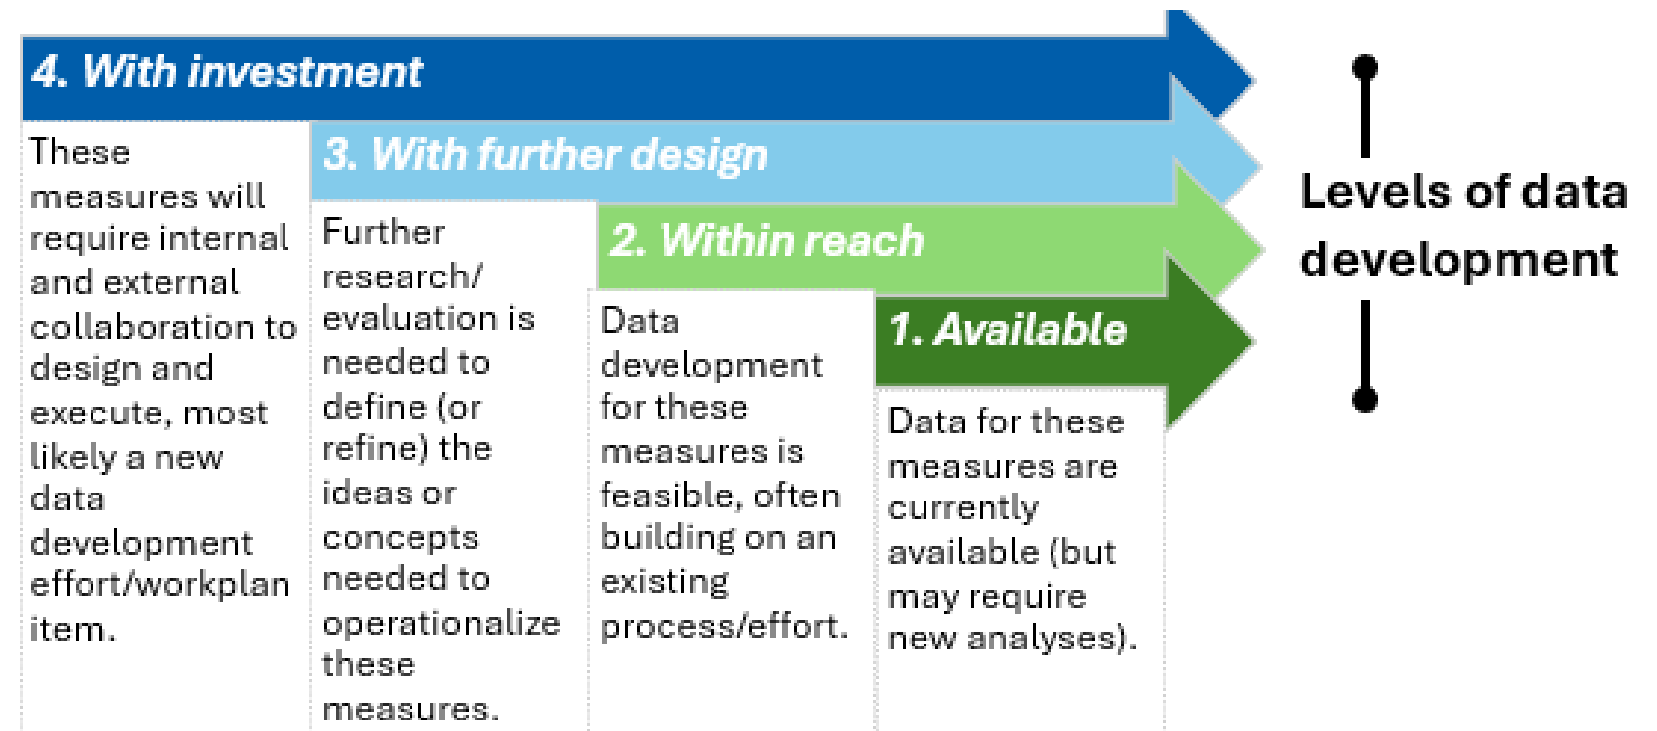 4. With investment
These
measures will
require internal
and external
collaboration to
design and
execute, most
likely a new
data
development
effort/workplan
item.
3. With further design
Further
research/
evaluation is
needed to
define (or
refine) the
ideas or
concepts
needed to
operationalize
these
measures.
2. Within reach
Data
development
for these
measures is
feasible, often
building on an
existing
process/effort.
1. Available
Data for these
measures are
currently
available (but
may require
new analyses).
Levels of data
development